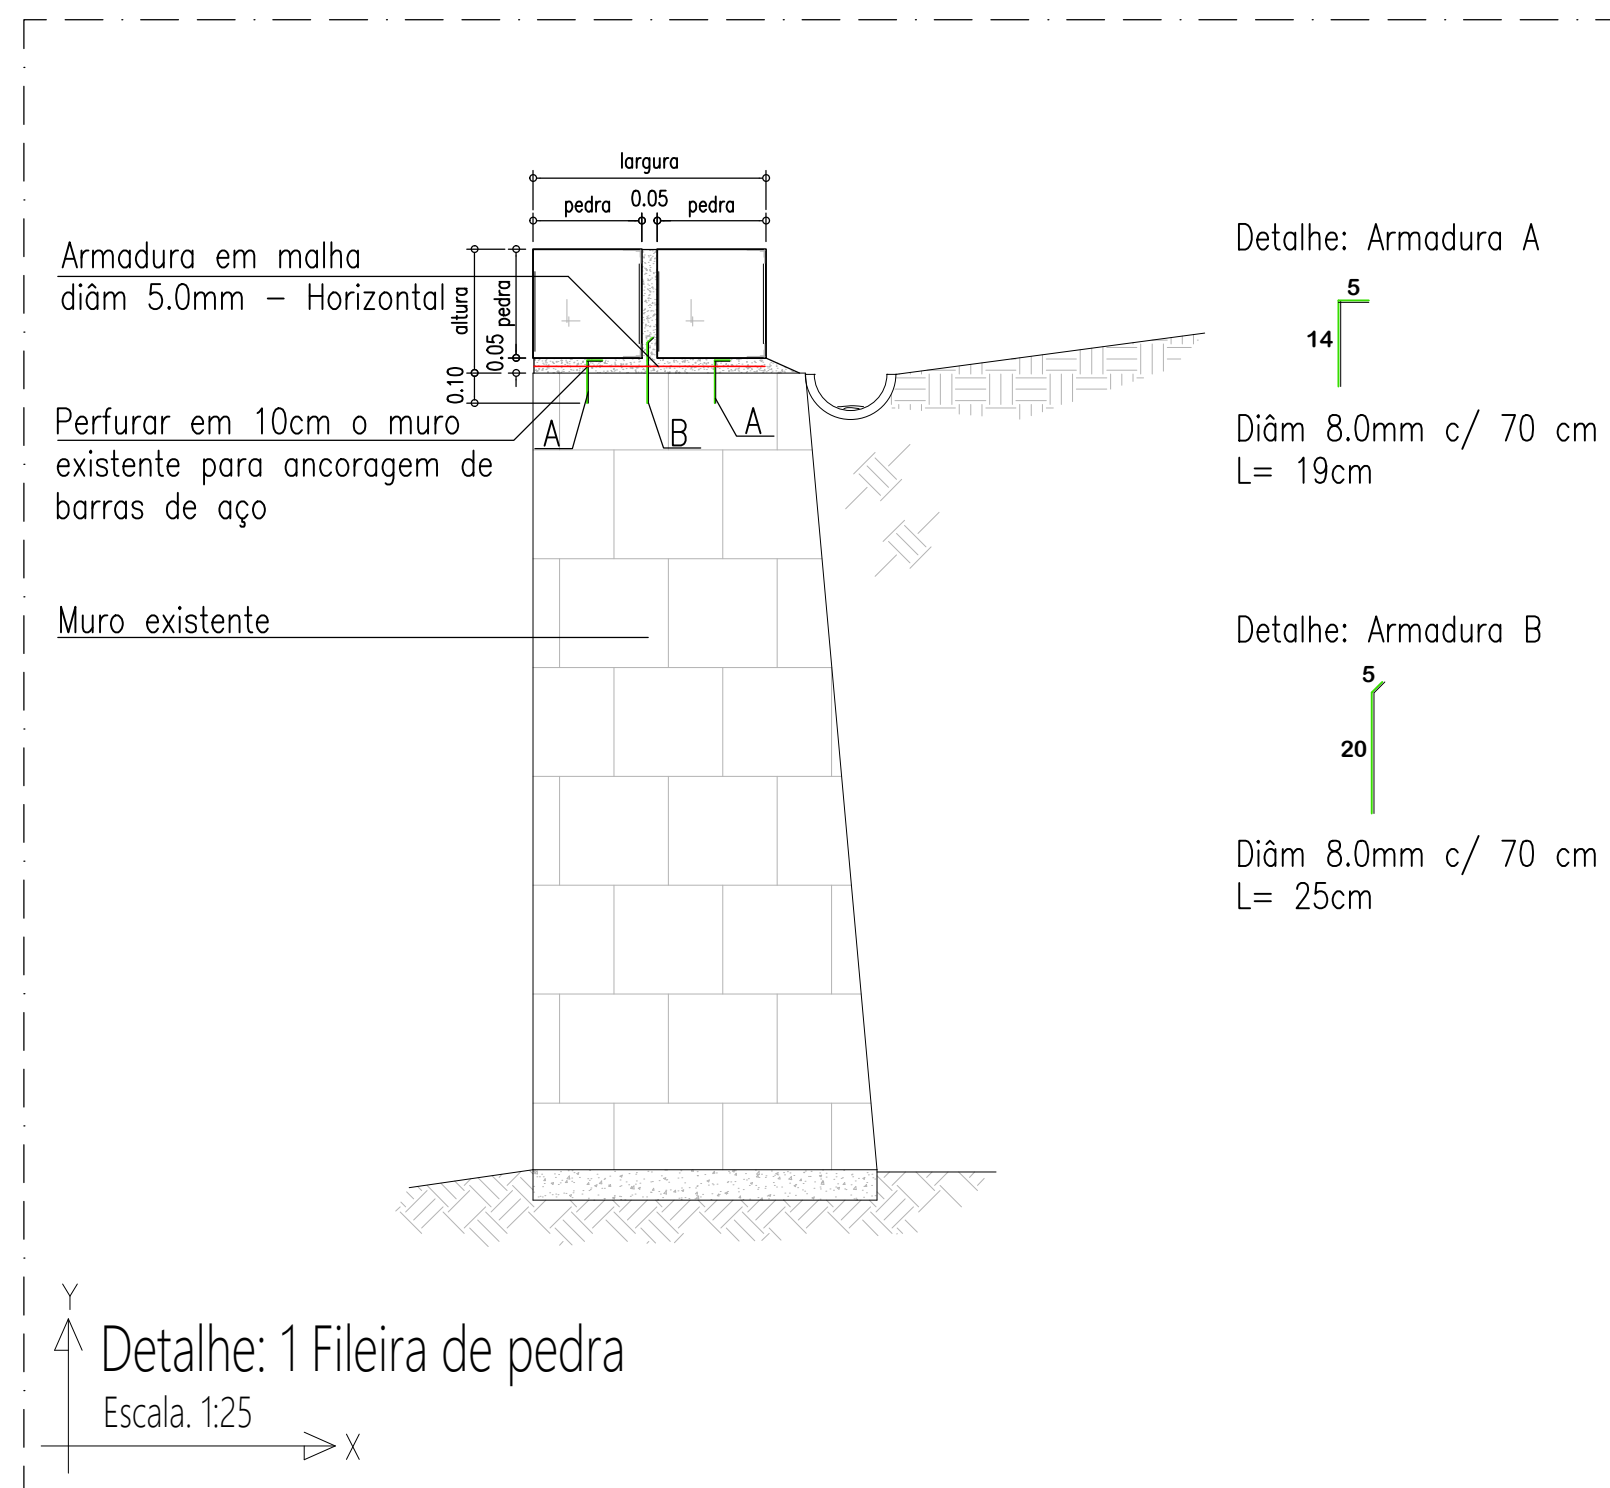 largura
pedra 0.05 pedra
Armadura em malha
diâm 5.0mm - Horizontal
altura
pedra
0.05
0.10
Perfurar em 10cm o muro
existente para ancoragem de
barras de aço
A
B
A
Muro existente
Detalhe: Armadura A
5
14
Diâm 8.0mm c/ 70 cm
L= 19cm
Detalhe: Armadura B
5
20
Diâm 8.0mm c/ 70 cm
L= 25cm
Y
Detalhe: 1 Fileira de pedra
Escala. 1:25
X